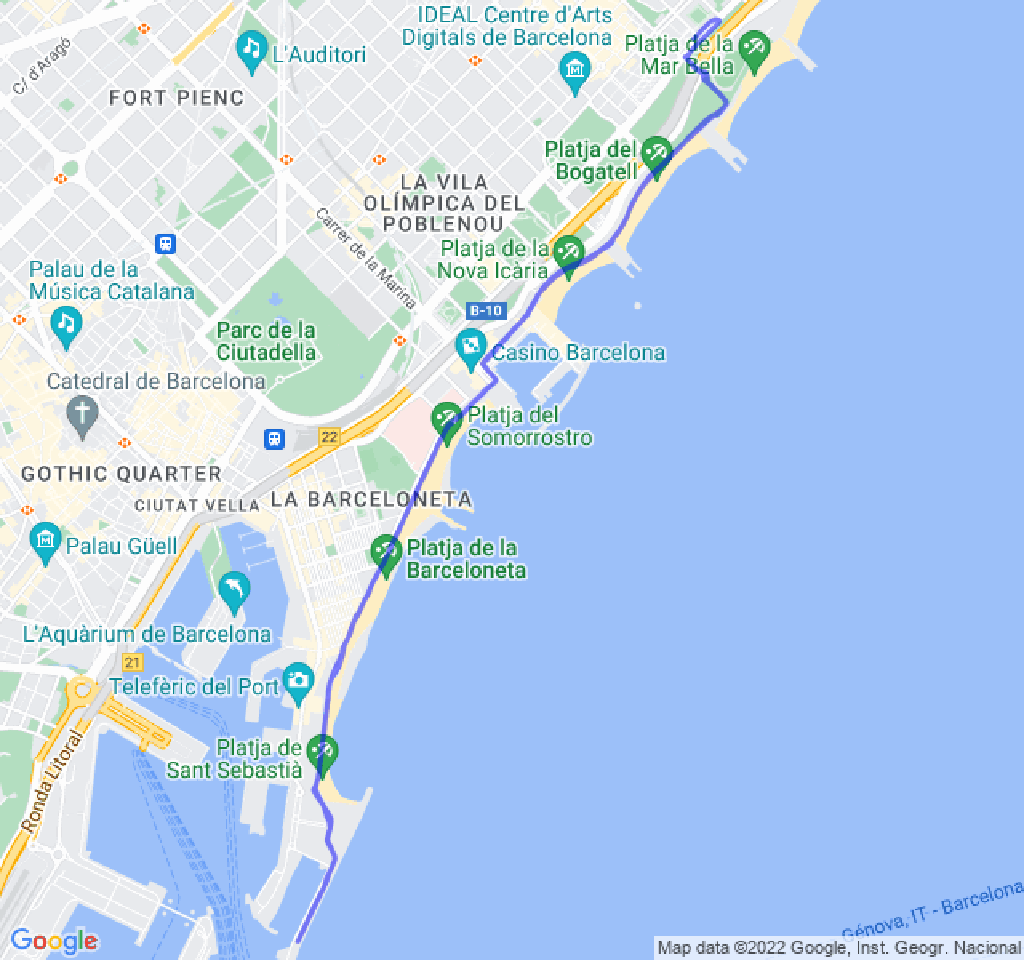 IDEAL Centre d'Arts
Digitals de Barcelona
Platja de la
Mar Bella
L'Auditori
C/ d'Aragó
FORT PIENC
Platja del
Bogatell
LA VILA
OLÍMPICA DEL
POBLENOU
Carrer de la Marina
Platja de la
Nova Icària
Palau de la
Música Catalana
B-10
Parc de la
Ciutadella
Casino Barcelona
Catedral de Barcelona
Platja del
Somorrostro
22
GOTHIC QUARTER
CIUTAT VELLA
LA BARCELONETA
Palau Güell
Platja de la
Barceloneta
L'Aquàrium de Barcelona
21
Telefèric del Port
Platja de
Sant Sebastià
Ronda Litoral
Génova, IT - Barcelona
Google
Map data ©2022 Google, Inst. Geogr. Nacional